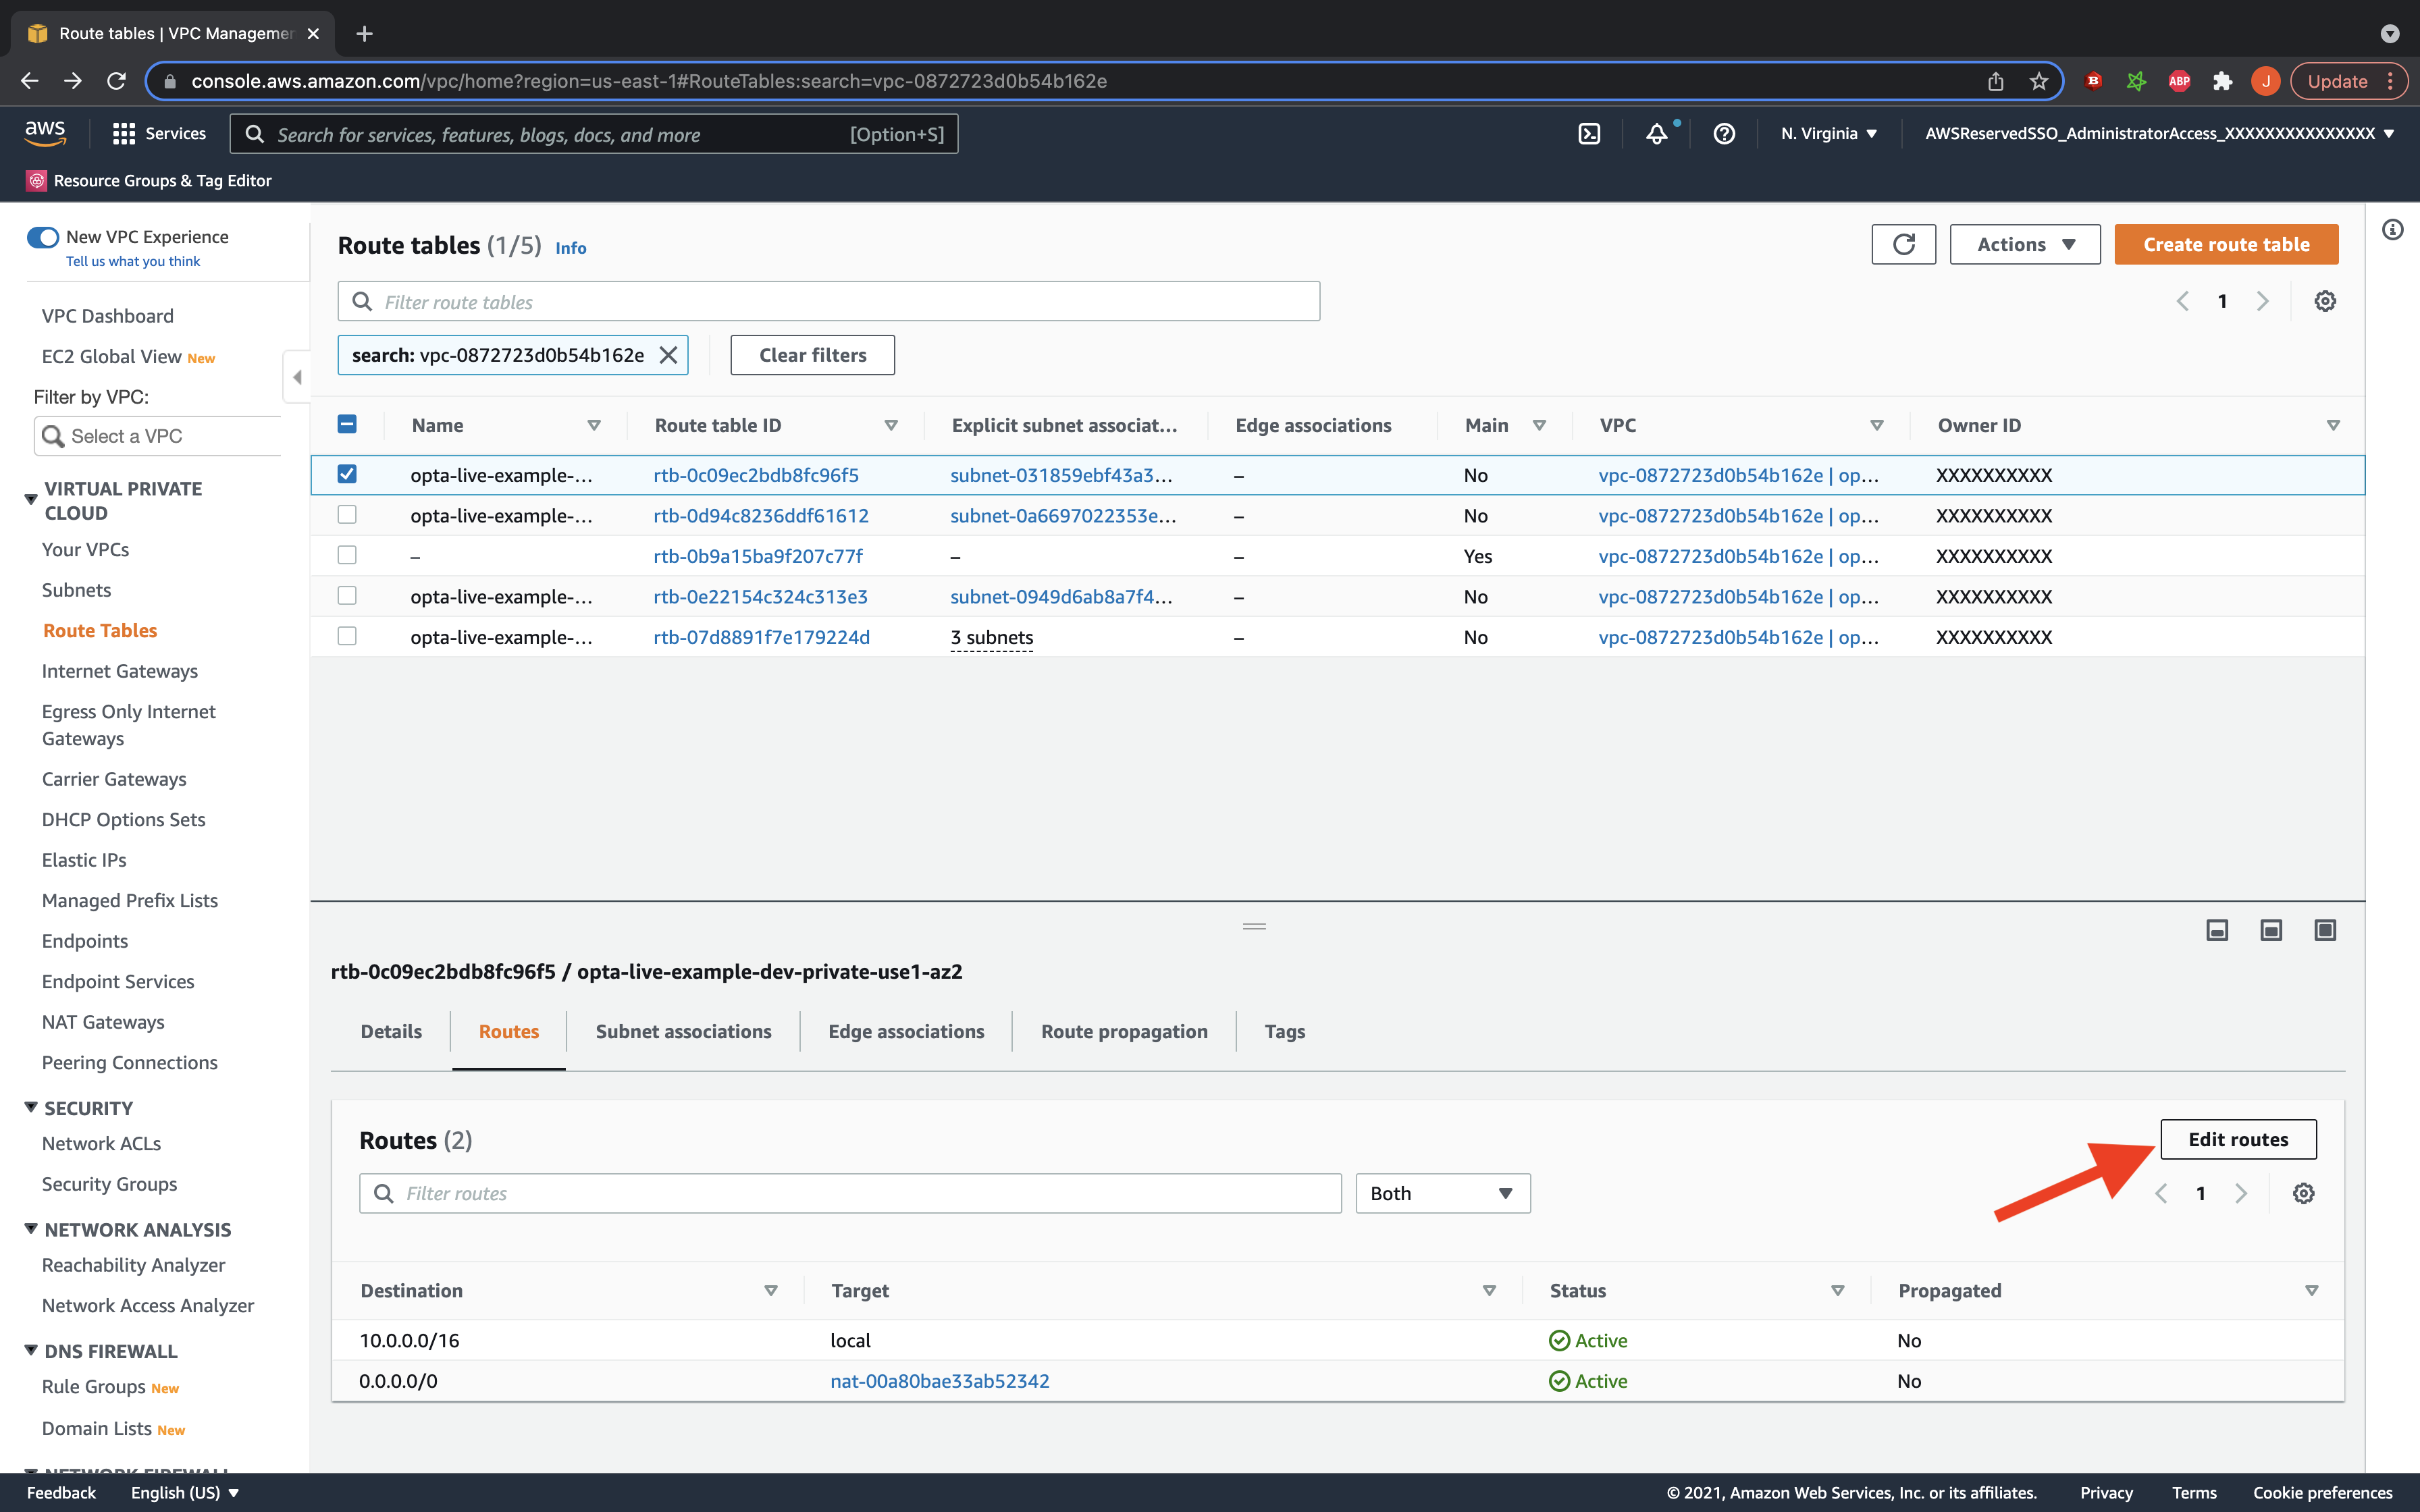 Route tables | VPC Managemen
console.aws.amazon.com/vpc/home?region=us-east-1#RouteTables:search=vpc-0872723d0b54b162e
ABP
J
Update
aws
Services
Search for services, features, blogs, docs, and more
[Option+S]
N. Virginia
AWSReservedSSO_AdministratorAccess_XXXXXXXXXXXXXXX
Resource Groups & Tag Editor
New VPC Experience
Tell us what you think
VPC Dashboard
EC2 Global View New
Filter by VPC:
Select a VPC
VIRTUAL PRIVATE
CLOUD
Your VPCs
Subnets
Route Tables
Internet Gateways
Egress Only Internet
Gateways
Carrier Gateways
DHCP Options Sets
Elastic IPs
Managed Prefix Lists
Endpoints
Endpoint Services
NAT Gateways
Peering Connections
SECURITY
Network ACLs
Security Groups
NETWORK ANALYSIS
Reachability Analyzer
Network Access Analyzer
DNS FIREWALL
Rule Groups New
Domain Lists New
NETWORK FIREWALL
Route tables (1/5) Info
Actions
Create route table
Filter route tables
1
search: vpc-0872723d0b54b162e
Clear filters
Name Route table ID Explicit subnet associat... Edge associations Main VPC Owner ID
opta-live-example-... rtb-0c09ec2bdb8fc96f5 subnet-031859ebf43a3... – No vpc-0872723d0b54b162e | op... XXXXXXXXXX
opta-live-example-... rtb-0d94c8236ddf61612 subnet-0a6697022353e... – No vpc-0872723d0b54b162e | op... XXXXXXXXXX
– rtb-0b9a15ba9f207c77f – – Yes vpc-0872723d0b54b162e | op... XXXXXXXXXX
opta-live-example-... rtb-0e22154c324c313e3 subnet-0949d6ab8a7f4... – No vpc-0872723d0b54b162e | op... XXXXXXXXXX
opta-live-example-... rtb-07d8891f7e179224d 3 subnets – No vpc-0872723d0b54b162e | op... XXXXXXXXXX
rtb-0c09ec2bdb8fc96f5 / opta-live-example-dev-private-use1-az2
Details Routes Subnet associations Edge associations Route propagation Tags
Routes (2)
Edit routes
Filter routes
Both
1
Destination Target Status Propagated
10.0.0.0/16 local Active No
0.0.0.0/0 nat-00a80bae33ab52342 Active No
Feedback English (US)
© 2021, Amazon Web Services, Inc. or its affiliates. Privacy Terms Cookie preferences